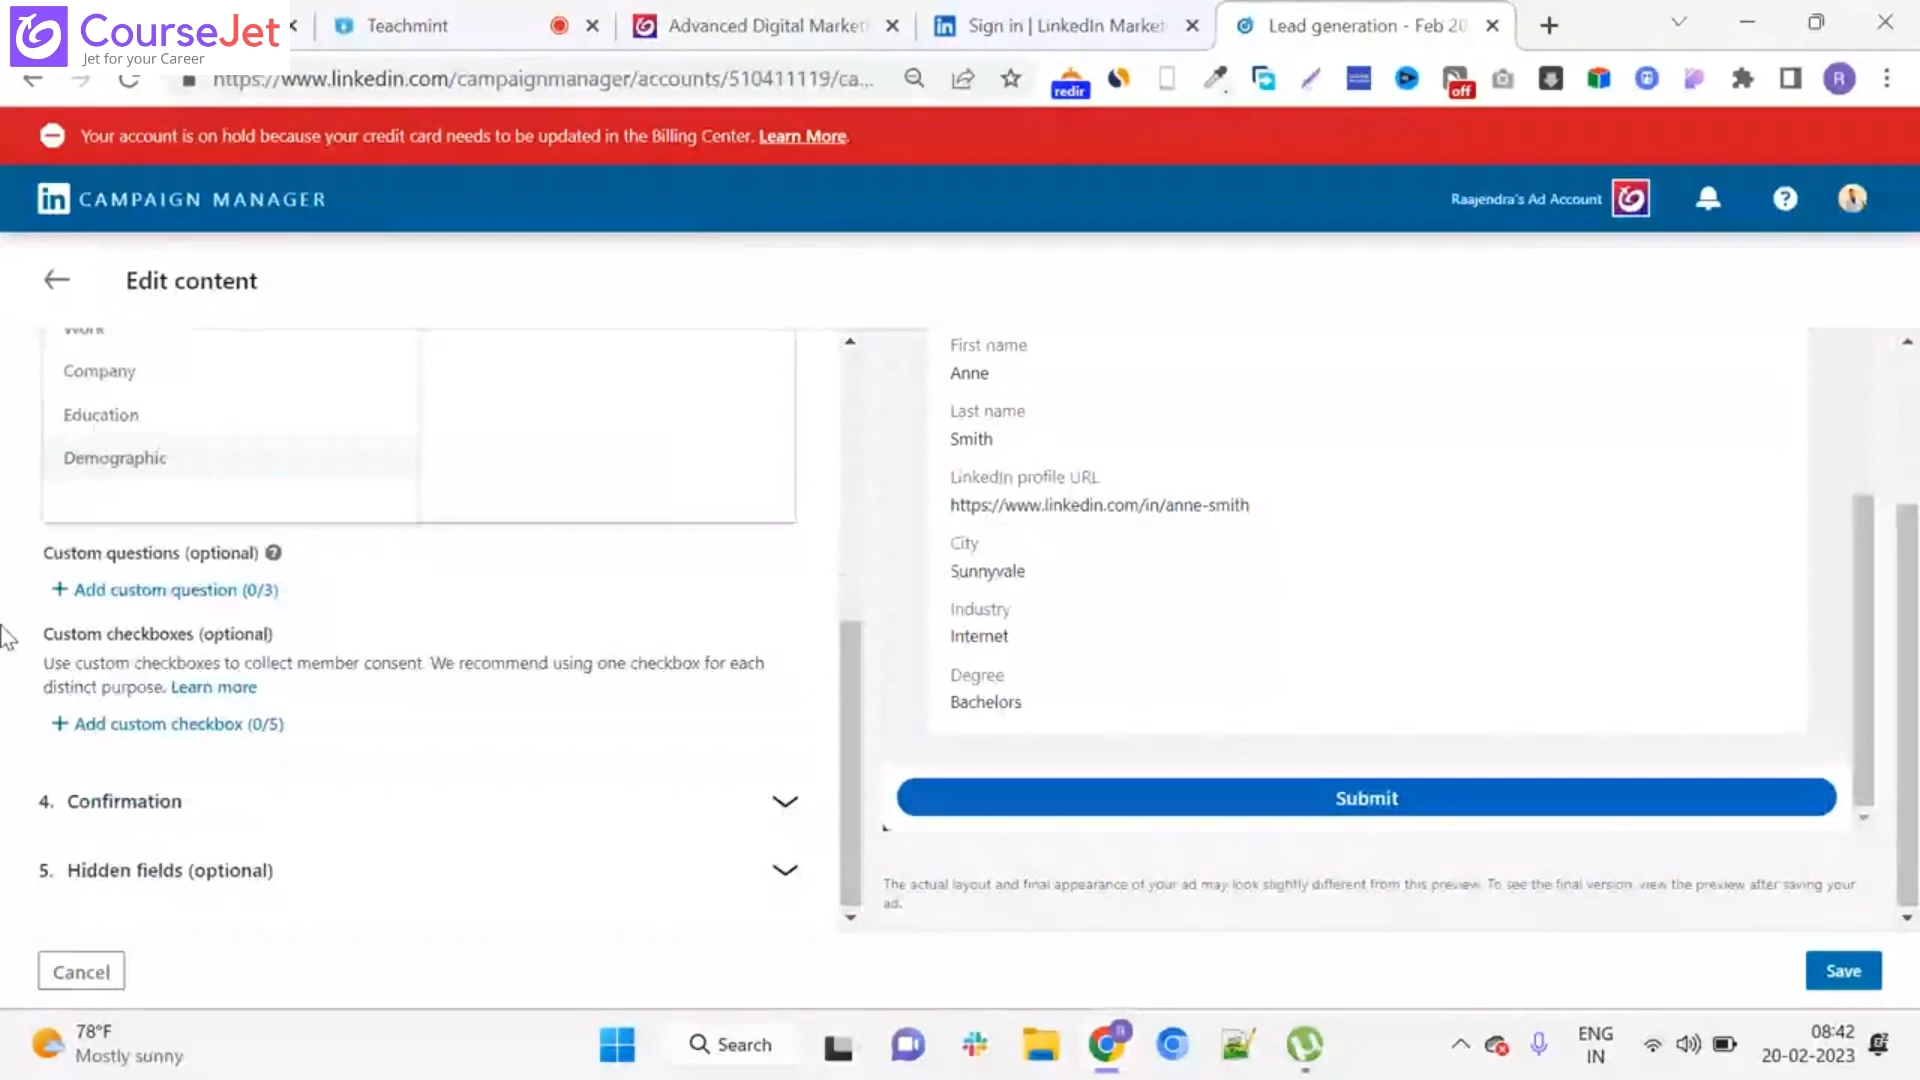 CourseJet
Jet for your Career
Teachmint
Advanced Digital Market
Sign in | LinkedIn Market
Lead generation - Feb 20
https://www.linkedin.com/campaignmanager/accounts/510411119/ca...
redir
off
R
Your account is on hold because your credit card needs to be updated in the Billing Center. Learn More.
in CAMPAIGN MANAGER
Raajendra's Ad Account
Edit content
Work
Company
Education
Demographic
Custom questions (optional)
+ Add custom question (0/3)
Custom checkboxes (optional)
Use custom checkboxes to collect member consent. We recommend using one checkbox for each
distinct purpose. Learn more
+ Add custom checkbox (0/5)
4. Confirmation
5. Hidden fields (optional)
First name
Anne
Last name
Smith
LinkedIn profile URL
https://www.linkedin.com/in/anne-smith
City
Sunnyvale
Industry
Internet
Degree
Bachelors
Submit
The actual layout and final appearance of your ad may look slightly different from this preview. To see the final version, view the preview after saving your
ad.
Cancel
Save
78°F
Mostly sunny
Search
ENG
IN
08:42
20-02-2023